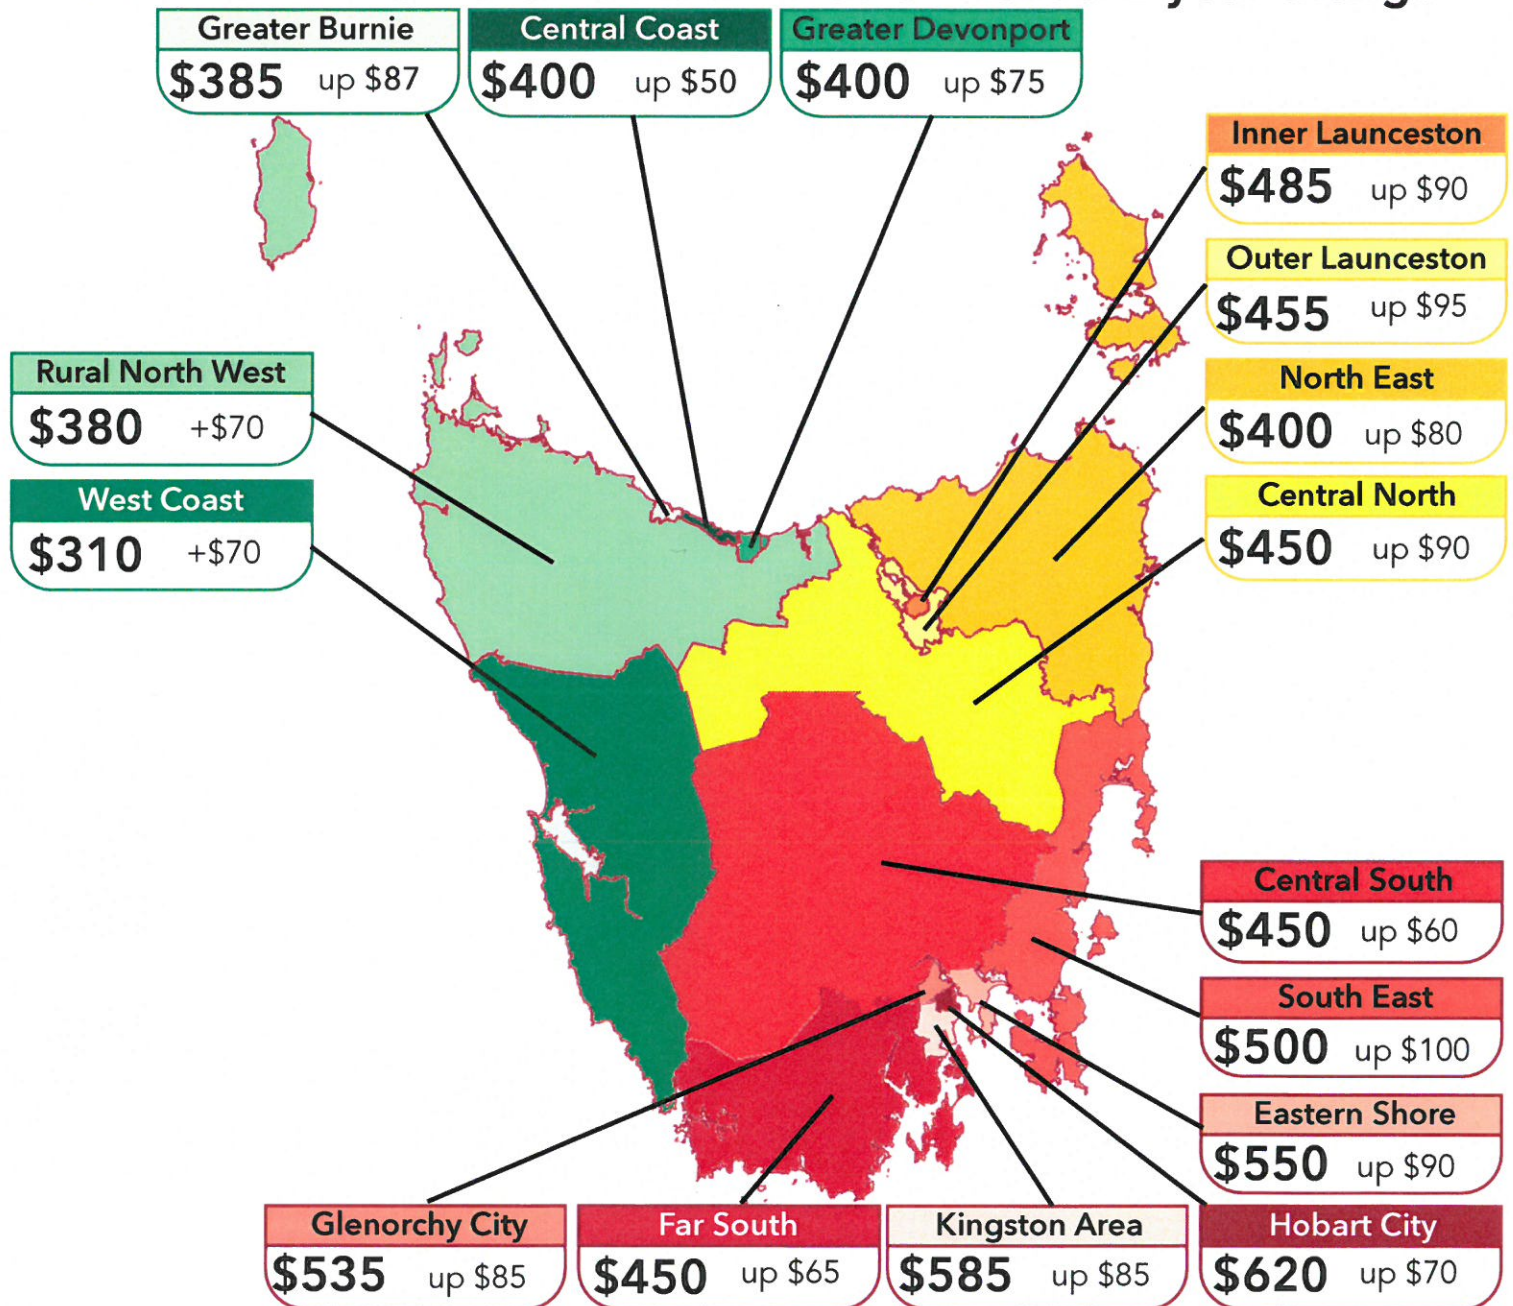 Greater Burnie
$385 up $87
Central Coast
$400 up $50
Greater Devonport
$400 up $75
Inner Launceston
$485 up $90
Outer Launceston
$455 up $95
North East
$400 up $80
Central North
$450 up $90
Rural North West
$380 +$70
West Coast
$310 +$70
Central South
$450 up $60
South East
$500 up $100
Eastern Shore
$550 up $90
Glenorchy City
$535 up $85
Far South
$450 up $65
Kingston Area
$585 up $85
Hobart City
$620 up $70